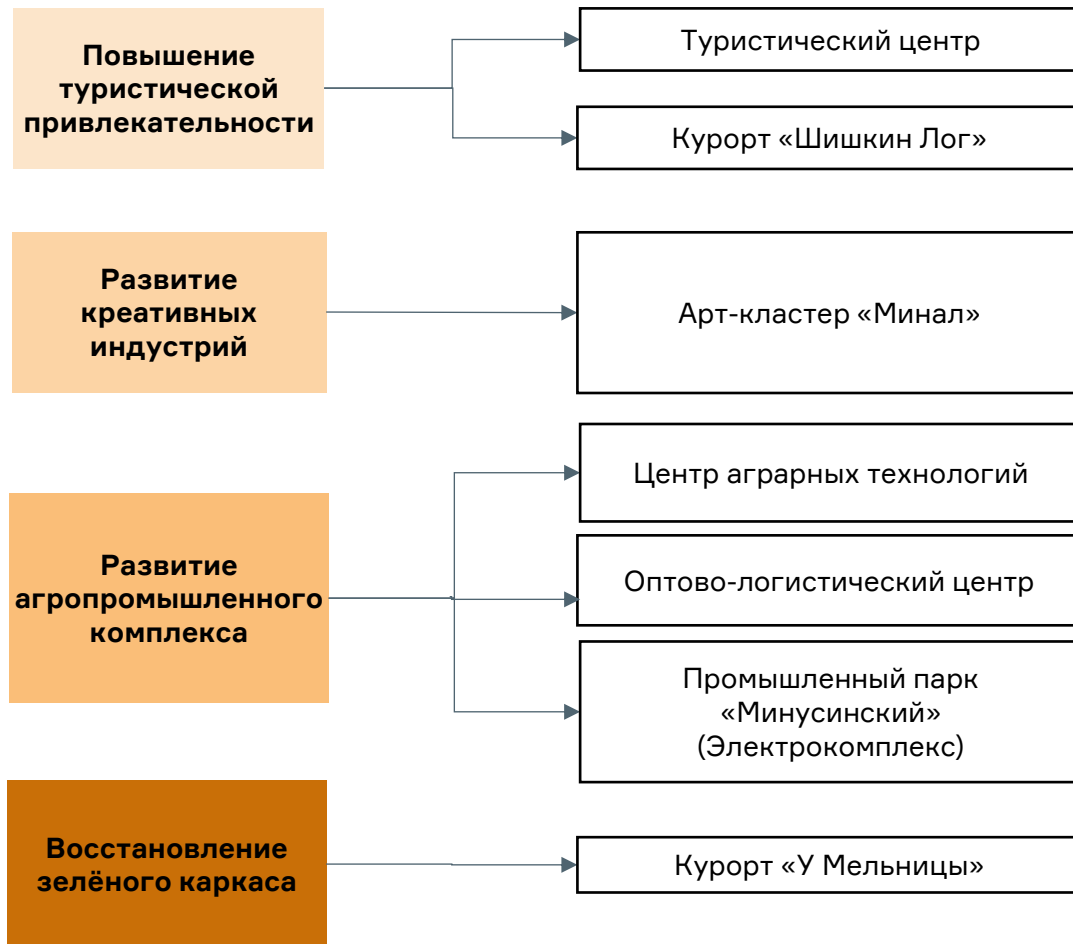 Повышение
туристической
привлекательности
Туристический центр
Курорт «Шишкин Лог»
Развитие
креативных
индустрий
Арт-кластер «Минал»
Развитие
агропромышленного
комплекса
Центр аграрных технологий
Оптово-логистический центр
Промышленный парк
«Минусинский»
(Электрокомплекс)
Восстановление
зелёного каркаса
Курорт «У Мельницы»